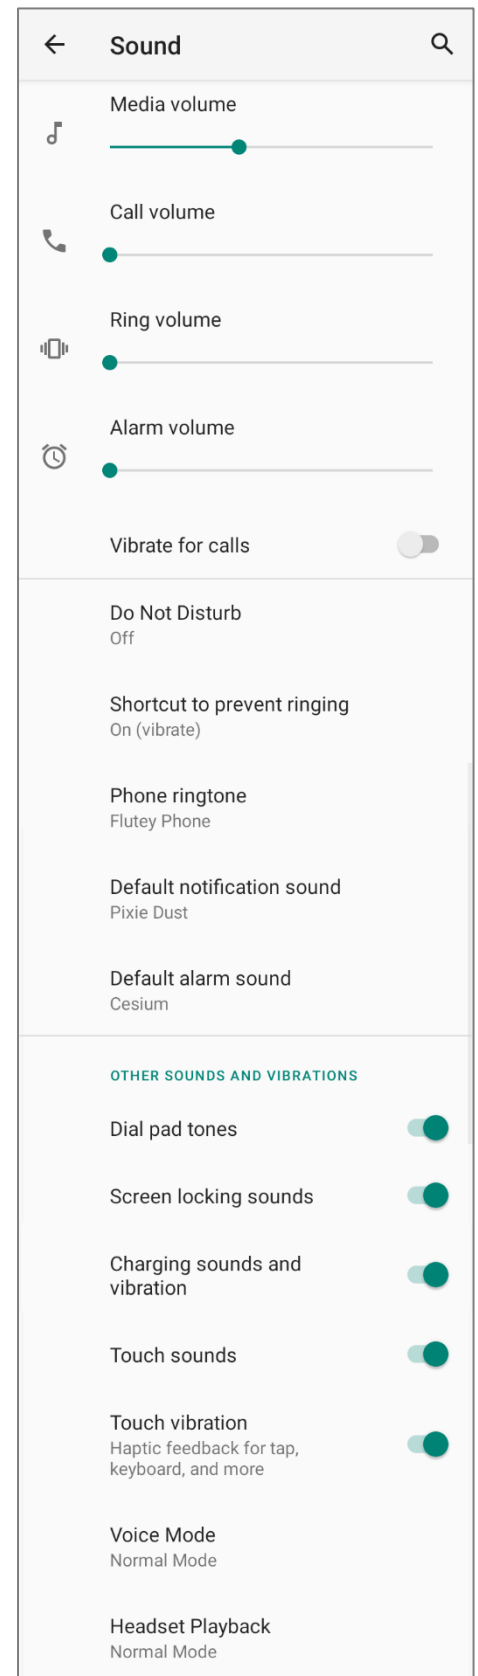 Sound
Media volume
Call volume
Ring volume
Alarm volume
Vibrate for calls
Do Not Disturb
Off
Shortcut to prevent ringing
On (vibrate)
Phone ringtone
Flutey Phone
Default notification sound
Pixie Dust
Default alarm sound
Cesium
OTHER SOUNDS AND VIBRATIONS
Dial pad tones
Screen locking sounds
Charging sounds and
vibration
Touch sounds
Touch vibration
Haptic feedback for tap,
keyboard, and more
Voice Mode
Normal Mode
Headset Playback
Normal Mode